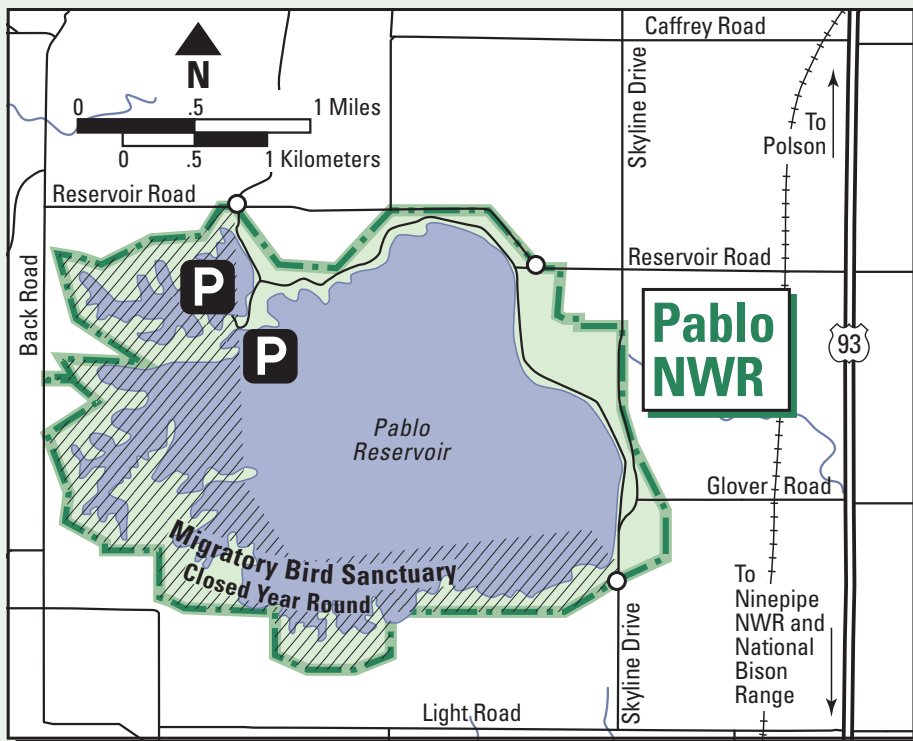 Caffrey Road
N
Skyline Drive
0 .5 1 Miles
0 .5 1 Kilometers
To
Polson
Reservoir Road
Back Road
Reservoir Road
P
P
Pablo
NWR
93
Pablo
Reservoir
Glover Road
Migratory Bird Sanctuary
Closed Year Round
To
Ninepipe
NWR and
National
Bison
Range
Skyline Drive
Light Road